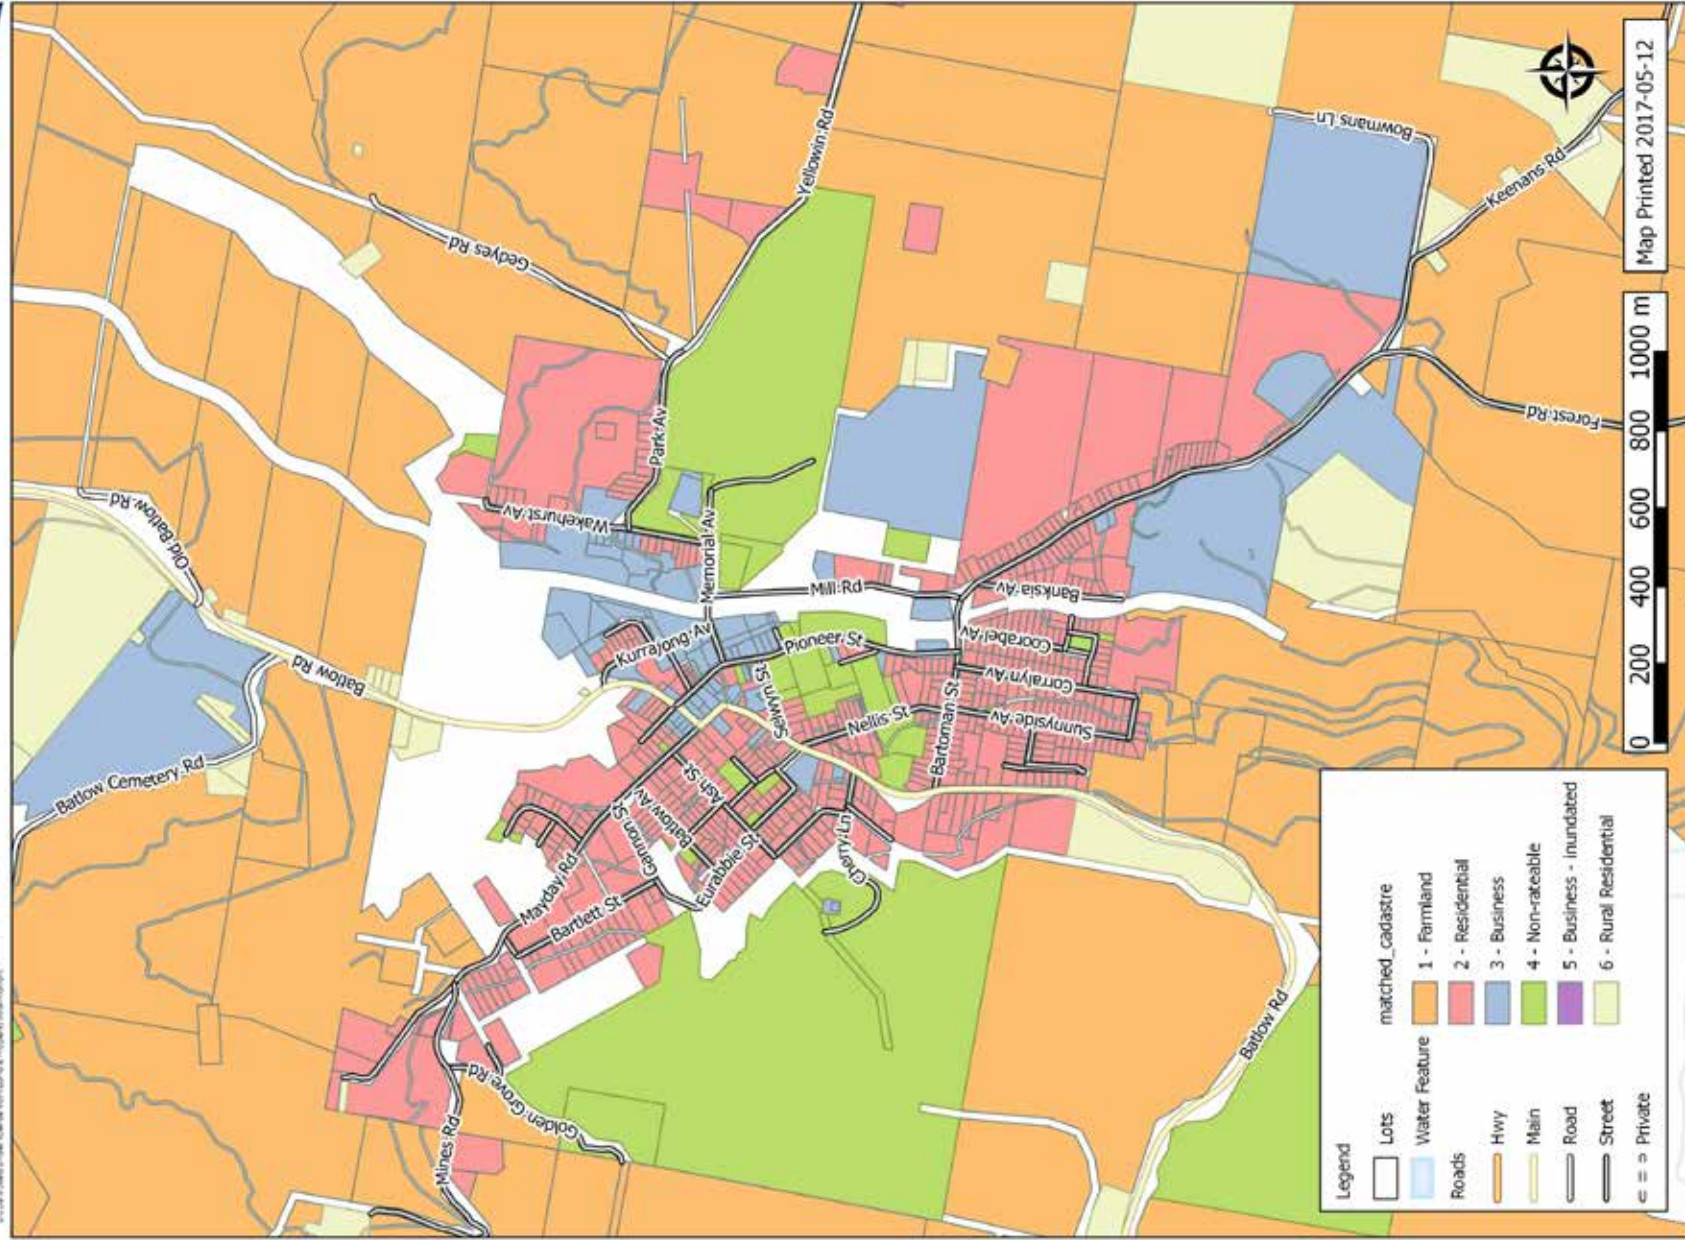 Old Batlow Rd
Batlow Rd
Batlow Cemetery Rd
Gedyes Rd
Yellowin Rd
Park Av
Wakehurst Av
Memorial Av
Mill Rd
Kurrajong Av
Pioneer St
Selwyn St
Nellis St
Bartoman St
Coorabel Av
Corralyn Av
Sunnyside Av
Banksia Av
Bowmans Ln
Keenans Rd
Forest Rd
Ash St
Batlow Av
Gannon St
Eurabbie St
Cherry Ln
Mayday Rd
Bartlett St
Golden Grove Rd
Mines Rd
Batlow Rd
Legend
Lots
Water Feature
Roads
Hwy
Main
Road
Street
Private
matched_cadastre
1 - Farmland
2 - Residential
3 - Business
4 - Non-rateable
5 - Business - inundated
6 - Rural Residential
0 200 400 600 800 1000 m
Map Printed 2017-05-12